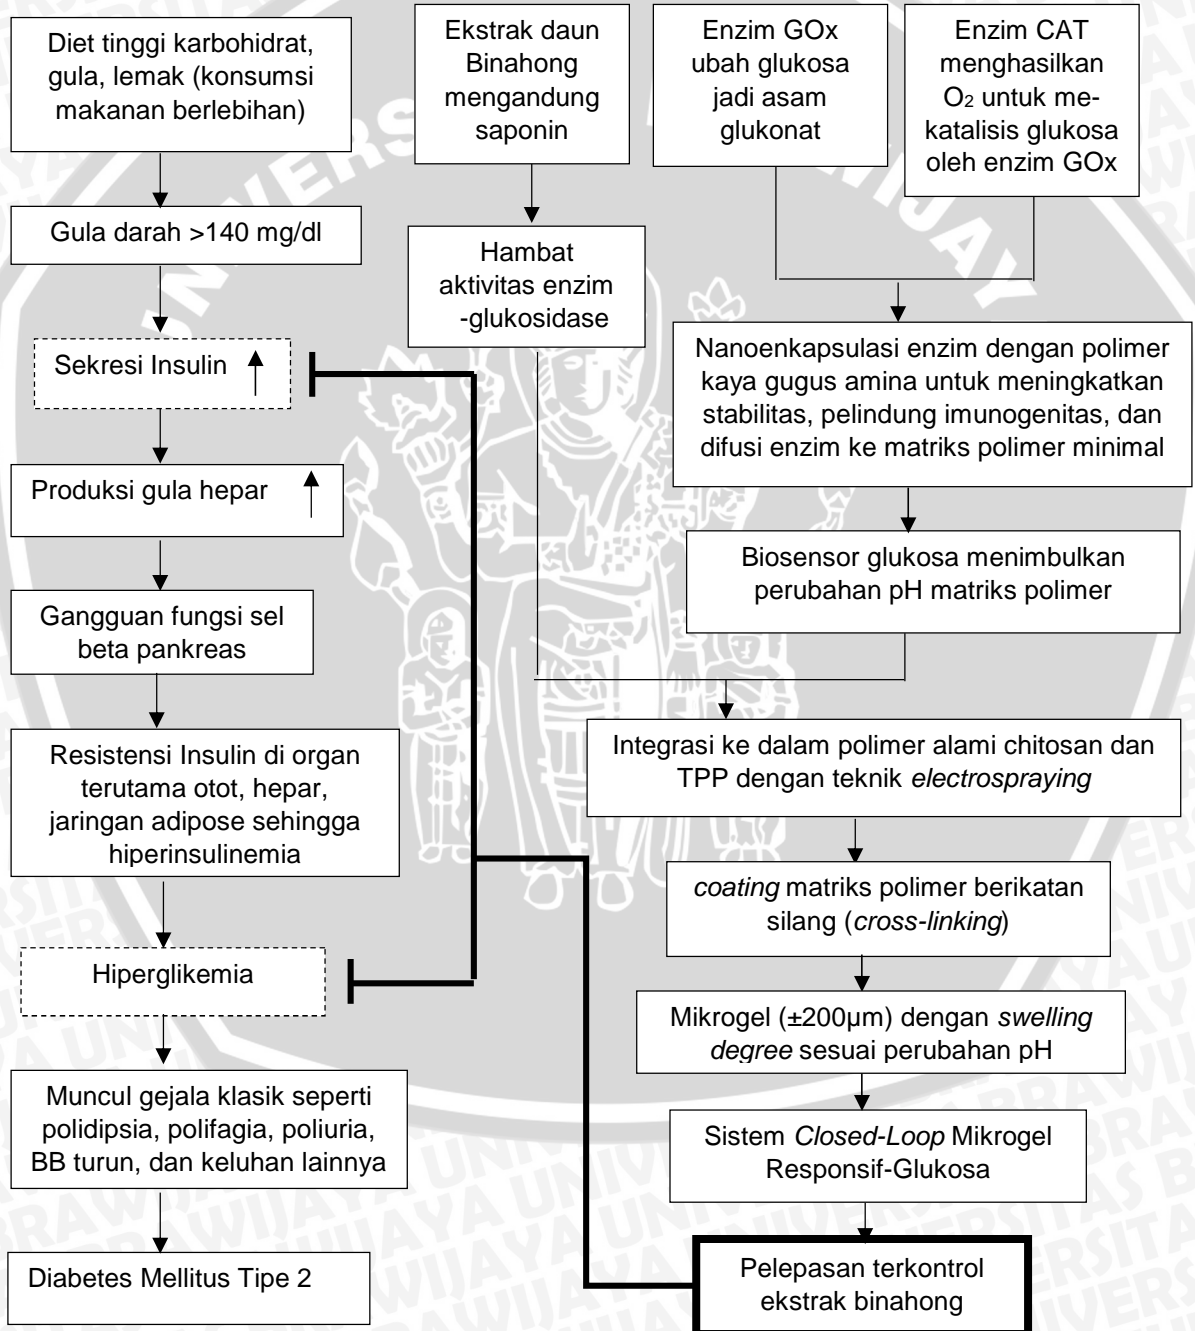 Diet tinggi karbohidrat,
gula, lemak (konsumsi
makanan berlebihan)
Gula darah >140 mg/dl
Sekresi Insulin ↑
Produksi gula hepar ↑
Gangguan fungsi sel
beta pankreas
Resistensi Insulin di organ
terutama otot, hepar,
jaringan adipose sehingga
hiperinsulinemia
Hiperglikemia
Muncul gejala klasik seperti
polidipsia, polifagia, poliuria,
BB turun, dan keluhan lainnya
Diabetes Mellitus Tipe 2
Ekstrak daun
Binahong
mengandung
saponin
Hambat
aktivitas enzim
-glukosidase
Enzim GOx
ubah glukosa
jadi asam
glukonat
Enzim CAT
menghasilkan
O₂ untuk me-
katalisis glukosa
oleh enzim GOx
Nanoenkapsulasi enzim dengan polimer
kaya gugus amina untuk meningkatkan
stabilitas, pelindung imunogenitas, dan
difusi enzim ke matriks polimer minimal
Biosensor glukosa menimbulkan
perubahan pH matriks polimer
Integrasi ke dalam polimer alami chitosan dan
TPP dengan teknik electrospraying
coating matriks polimer berikatan
silang (cross-linking)
Mikrogel (±200µm) dengan swelling
degree sesuai perubahan pH
Sistem Closed-Loop Mikrogel
Responsif-Glukosa
Pelepasan terkontrol
ekstrak binahong